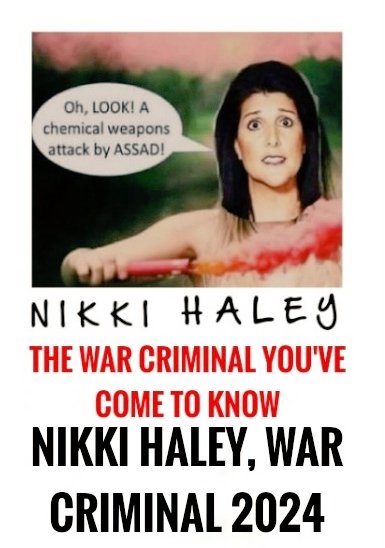 Oh, LOOK! A
chemical weapons
attack by ASSAD!
NIKKI HALEY
THE WAR CRIMINAL YOU'VE
COME TO KNOW
NIKKI HALEY, WAR
CRIMINAL 2024